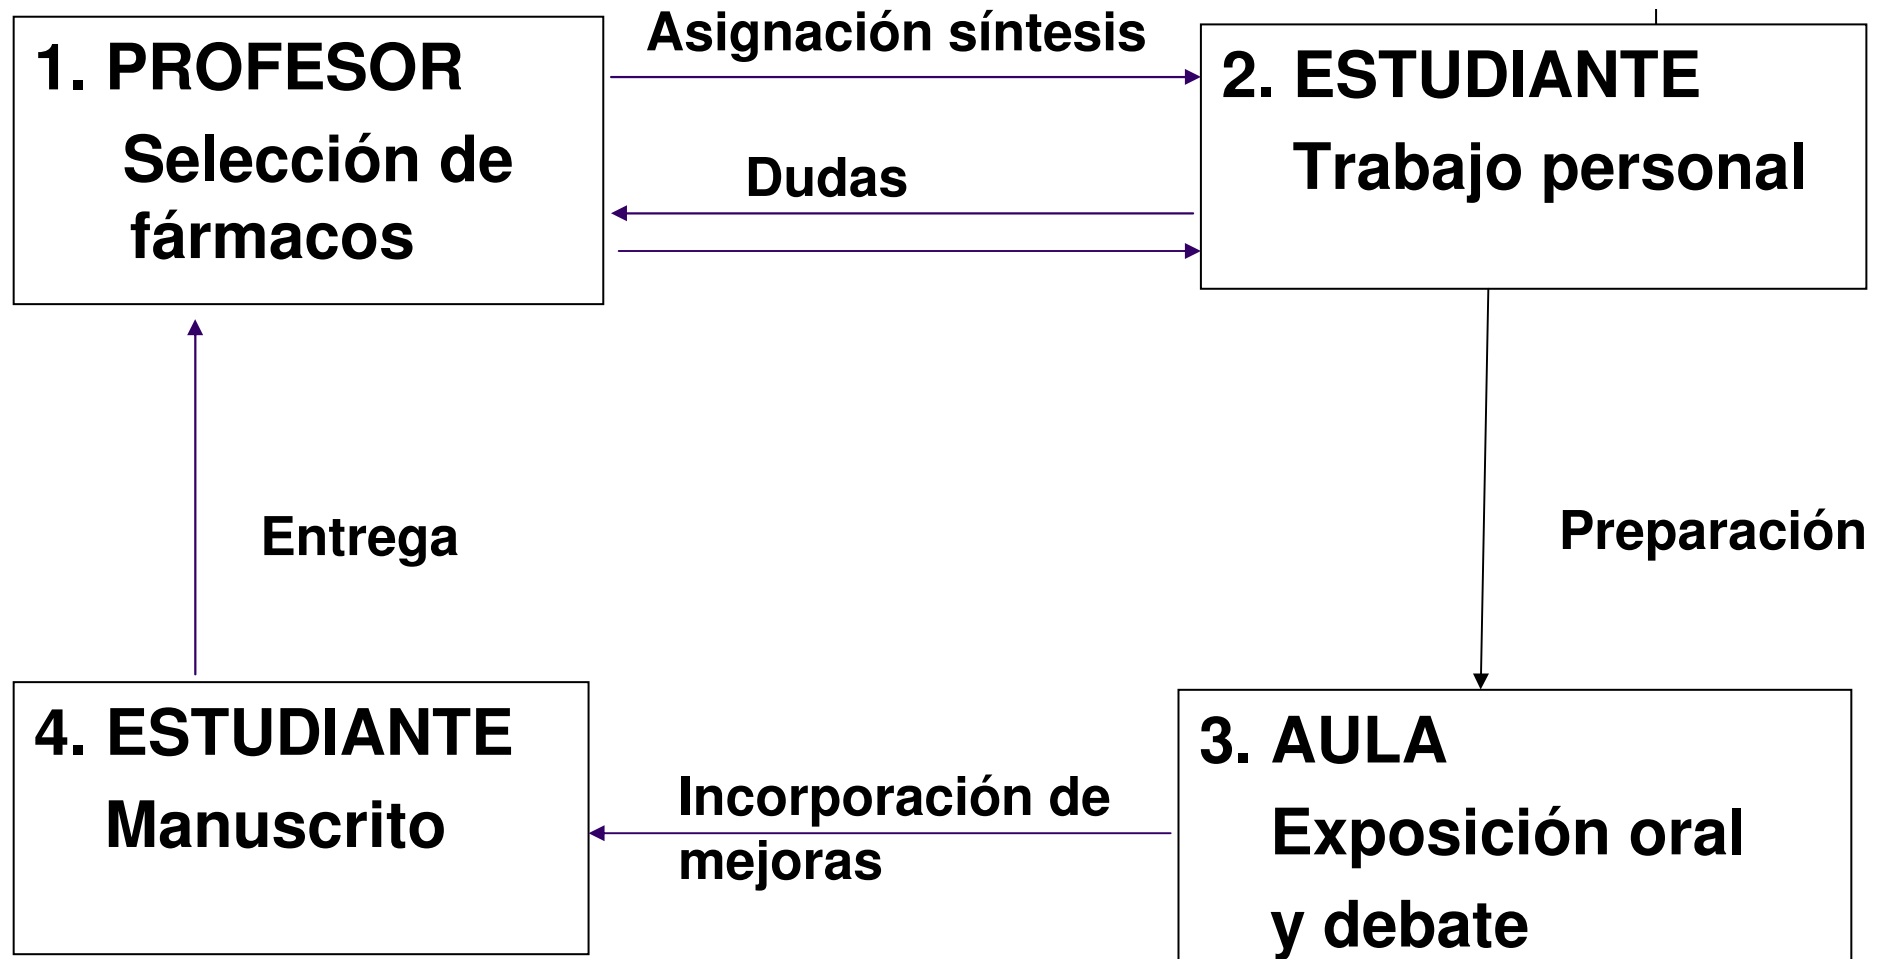 1. PROFESOR
Selección de
fármacos
Asignación síntesis
Dudas
2. ESTUDIANTE
Trabajo personal
Entrega
Preparación
4. ESTUDIANTE
Manuscrito
Incorporación de
mejoras
3. AULA
Exposición oral
y debate